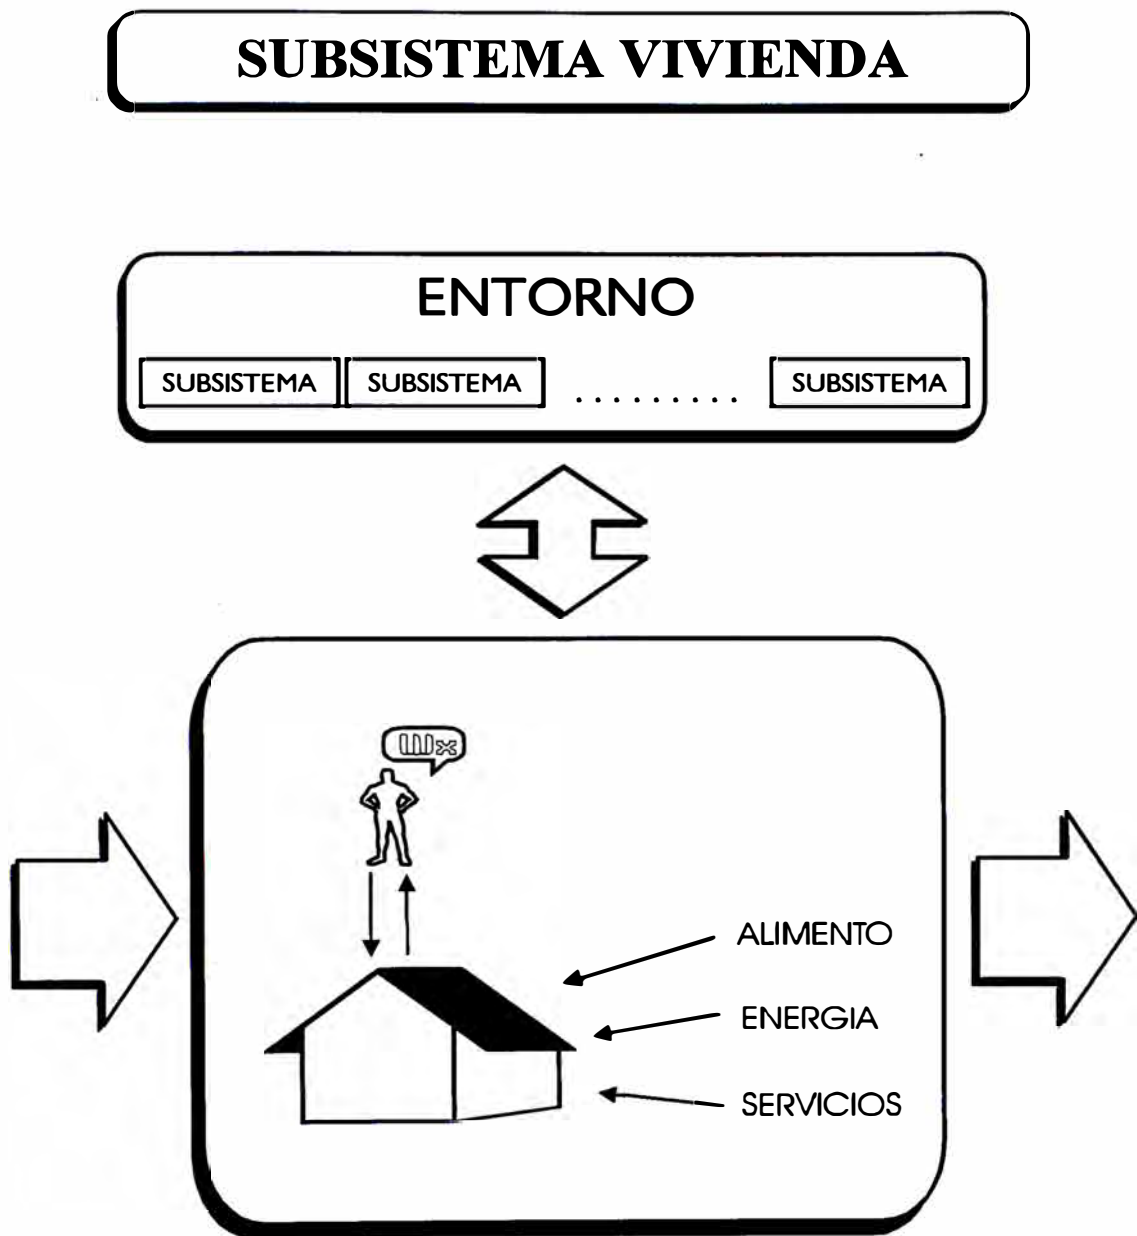 SUBSISTEMA VIVIENDA
ENTORNO
SUBSISTEMA SUBSISTEMA ......... SUBSISTEMA
ALIMENTO
ENERGIA
SERVICIOS